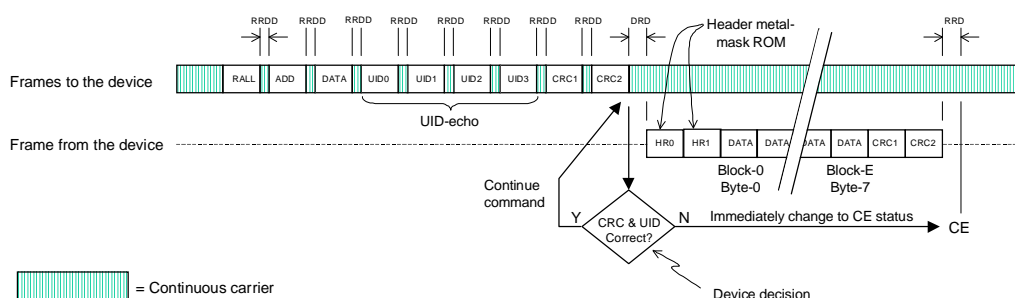 RRDD RRDD RRDD RRDD RRDD RRDD RRDD RRDD DRD Header metal-mask ROM RRD
Frames to the device RALL ADD DATA UID0 UID1 UID2 UID3 CRC1 CRC2
UID-echo
Frame from the device HR0 HR1 DATA DATA DATA DATA CRC1 CRC2
Block-0
Byte-0
Block-E
Byte-7
Continue
command
Y CRC & UID Correct? N Immediately change to CE status CE
= Continuous carrier
Device decision